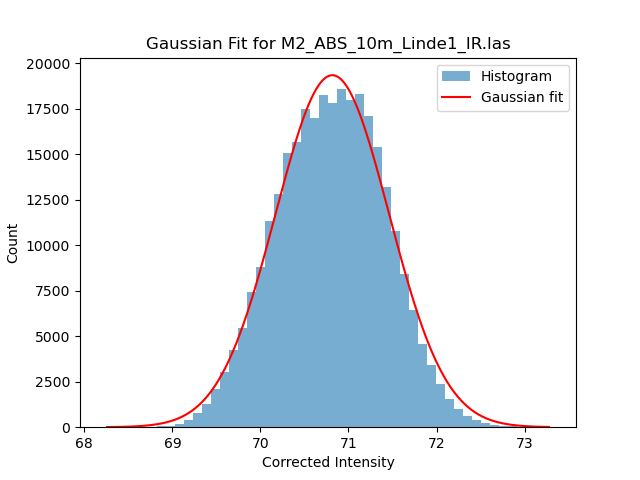 Gaussian Fit for M2_ABS_10m_Linde1_IR.las
Histogram
Gaussian fit
20000
17500
15000
12500
10000
7500
5000
2500
0
Count
68 69 70 71 72 73
Corrected Intensity